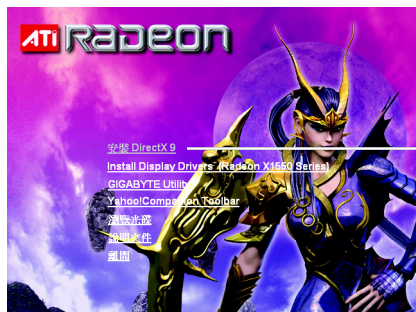 ATI RADEON
安裝 DirectX 9
Install Display Drivers (Radeon X1550 Series)
GIGABYTE Utility
Yahoo!Companion Toolbar
瀏覽光碟
說明文件
離開